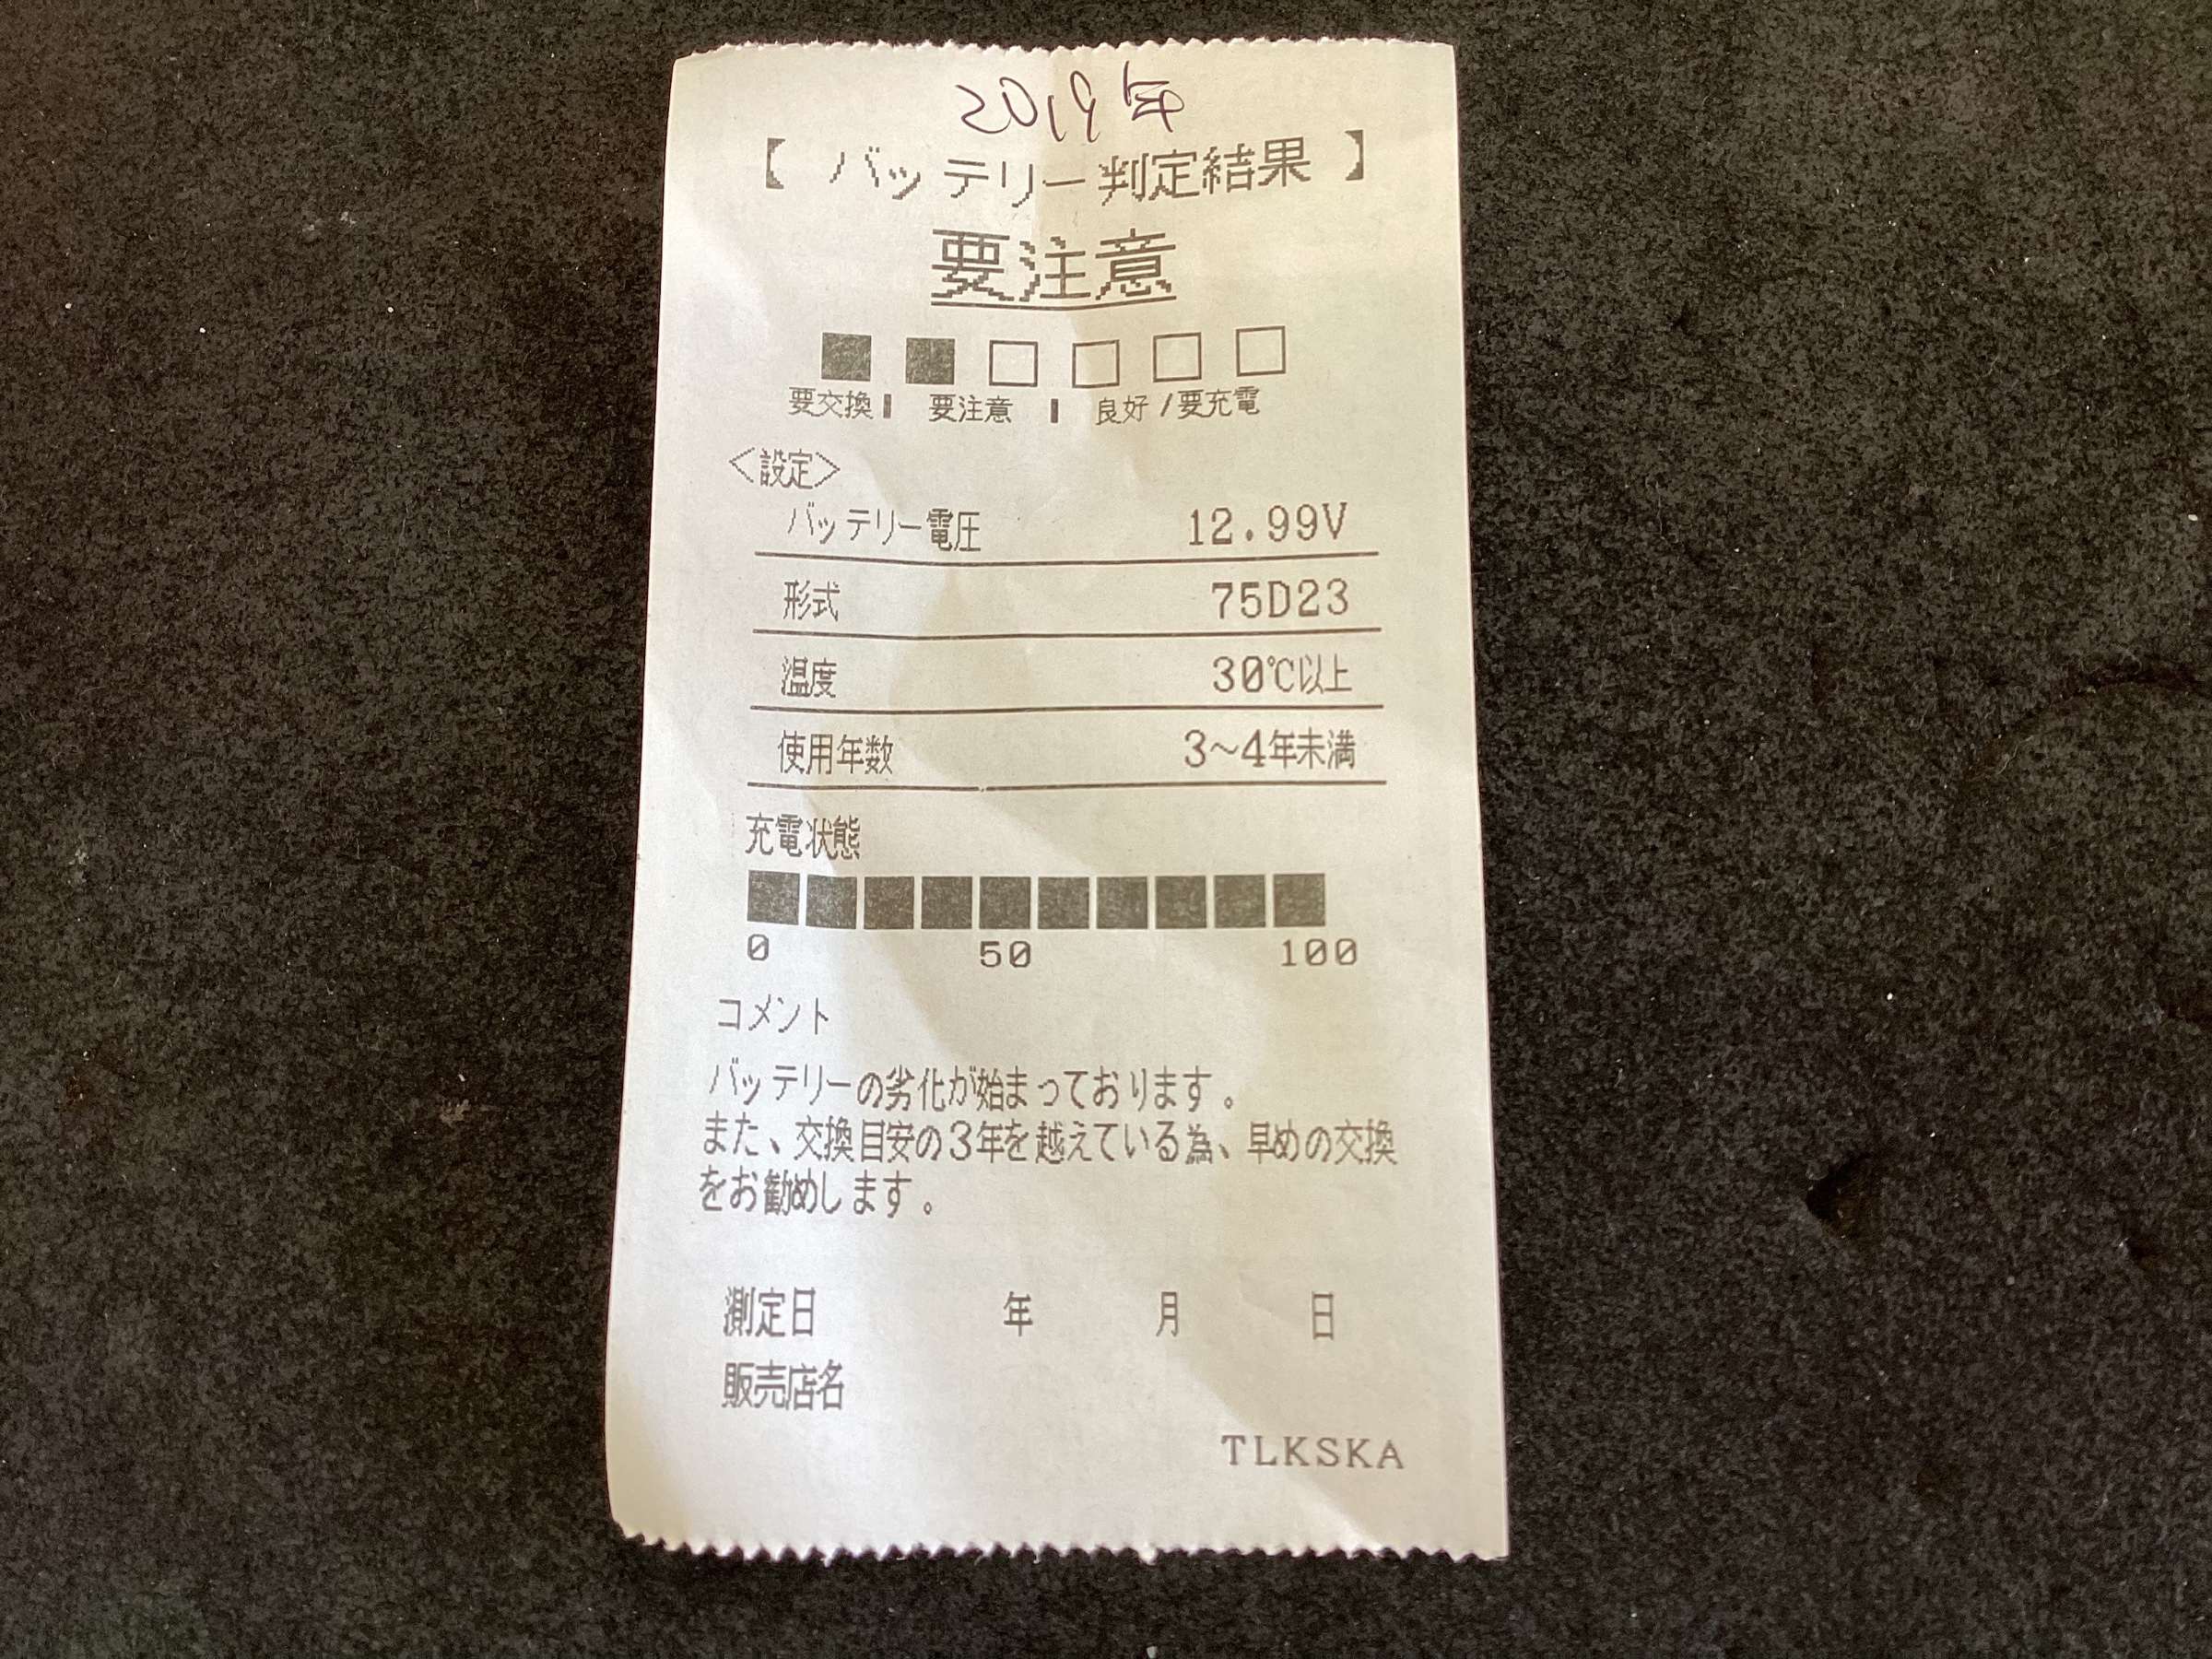 2019年
【 バッテリー判定結果 】
要注意
■ ■ □ □ □ □
要交換 | 要注意 | 良好 / 要充電
<設定>
バッテリー電圧 12.99V
形式 75D23
温度 30℃以上
使用年数 3〜4年未満
充電状態
0 50 100
コメント
バッテリーの劣化が始まっております。
また、交換目安の3年を越えている為、早めの交換
をお勧めします。
測定日 年 月 日
販売店名
TLKSKA